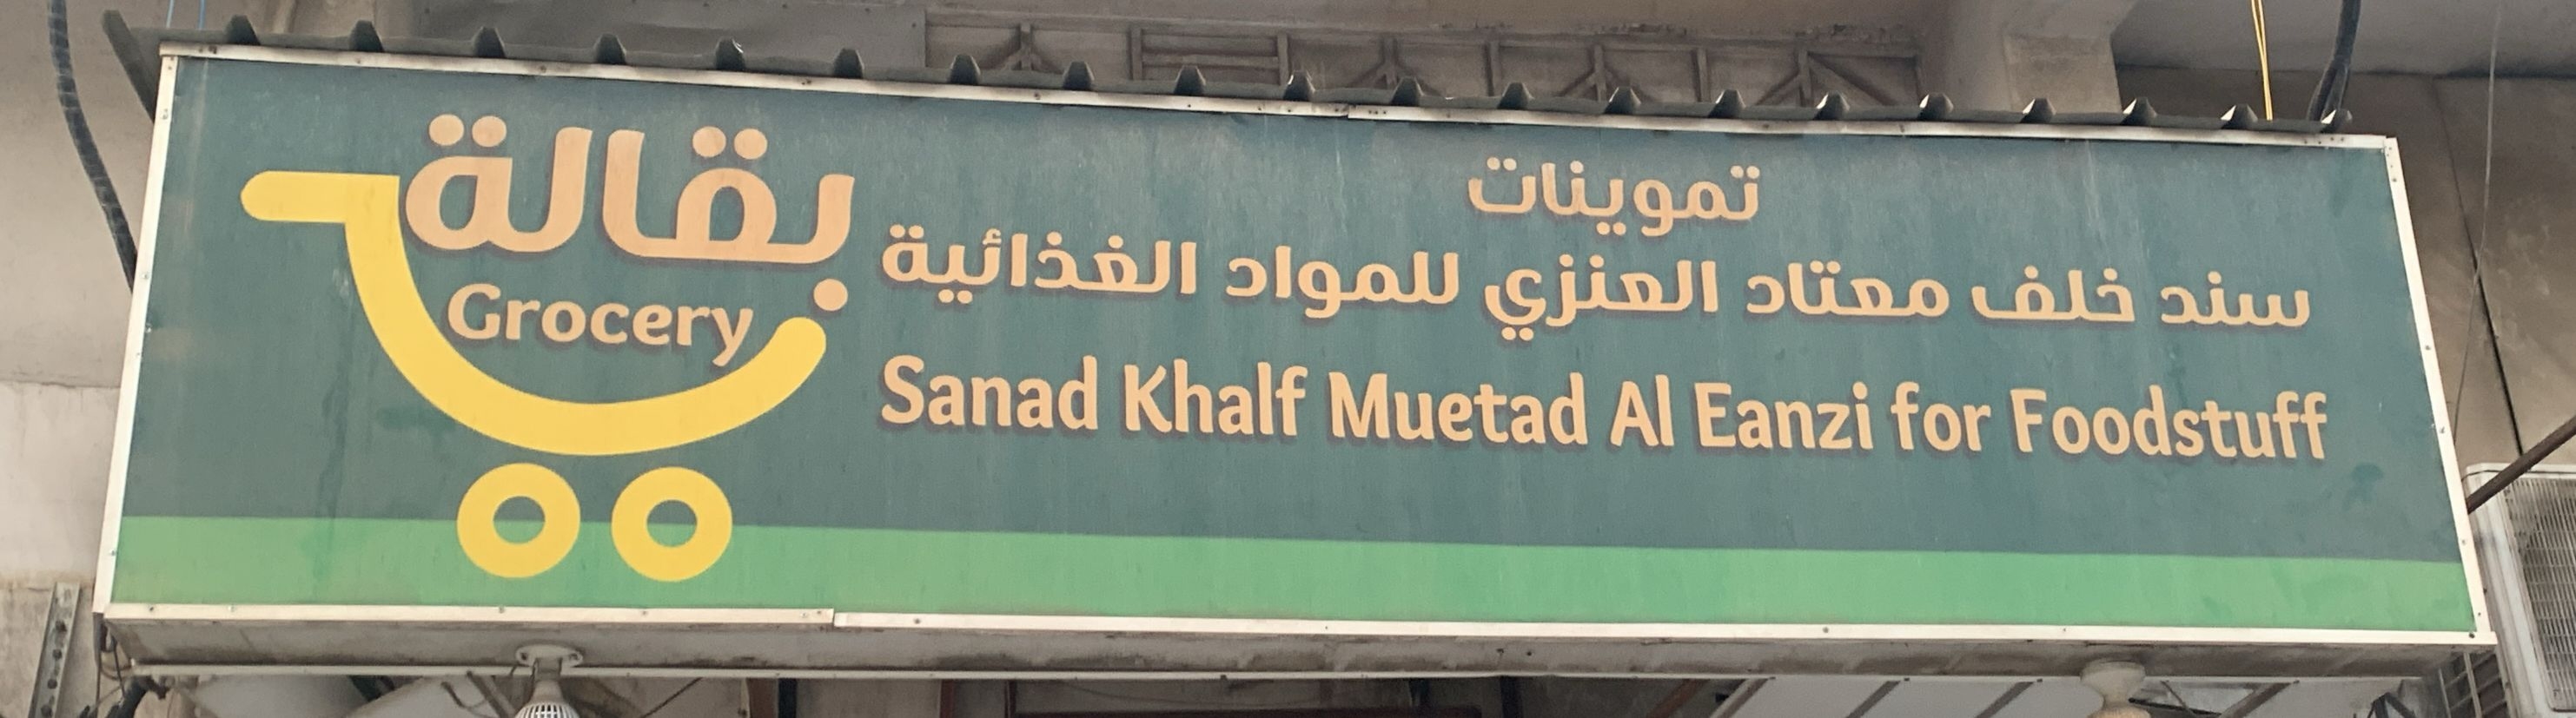 بقالة
Grocery
تموينات
سند خلف معتاد العنزي للمواد الغذائية
Sanad Khalf Muetad Al Eanzi for Foodstuff